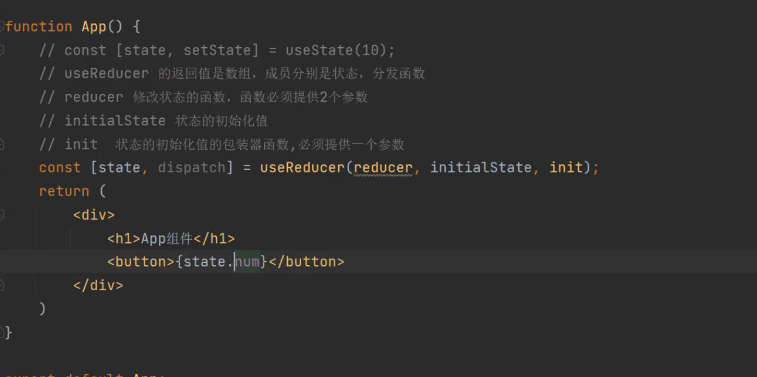 function App() {
// const [state, setState] = useState(10);
// useReducer 的返回值是数组，成员分别是状态，分发函数
// reducer 修改状态的函数，函数必须提供2个参数
// initialState 状态的初始化值
// init  状态的初始化值的包装器函数,必须提供一个参数
const [state, dispatch] = useReducer(reducer, initialState, init);
return (
<div>
<h1>App组件</h1>
<button>{state.num}</button>
</div>
)
}
export default App;